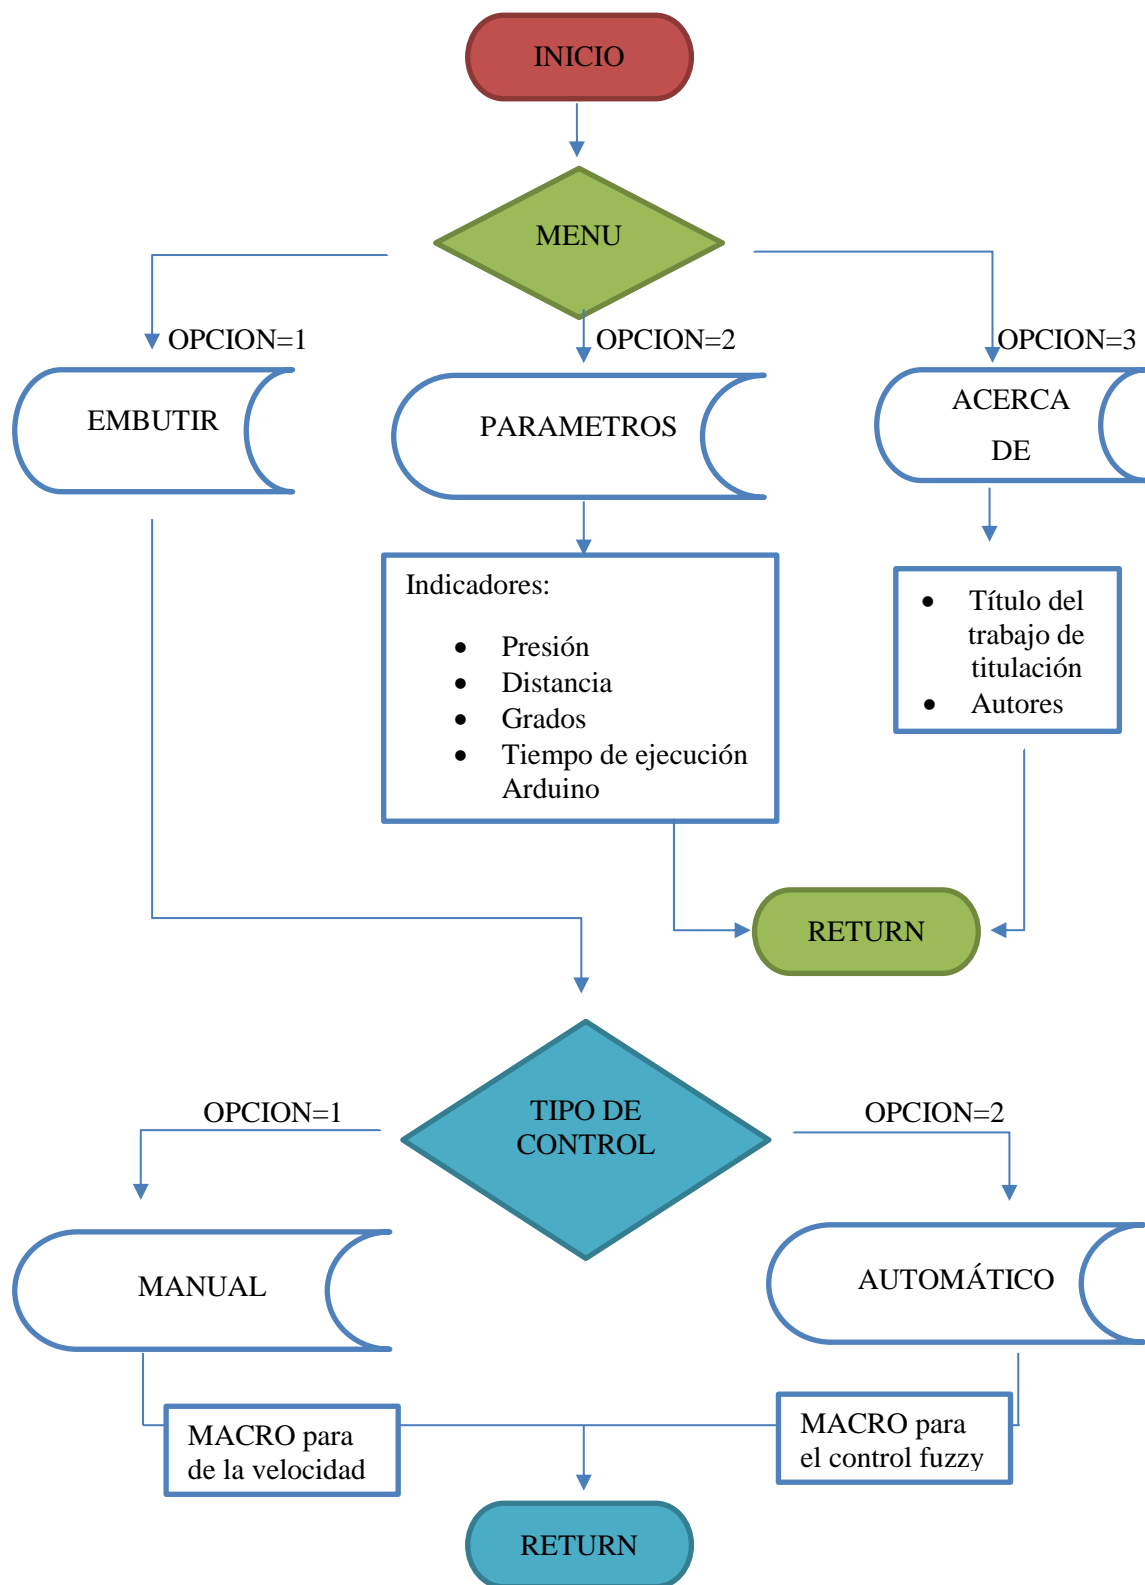 INICIO
MENU
OPCION=1
OPCION=2
OPCION=3
EMBUTIR
PARAMETROS
ACERCA
DE
Indicadores:
• Presión
• Distancia
• Grados
• Tiempo de ejecución
Arduino
• Título del
trabajo de
titulación
• Autores
RETURN
TIPO DE
CONTROL
OPCION=1
OPCION=2
MANUAL
AUTOMÁTICO
MACRO para
de la velocidad
MACRO para
el control fuzzy
RETURN